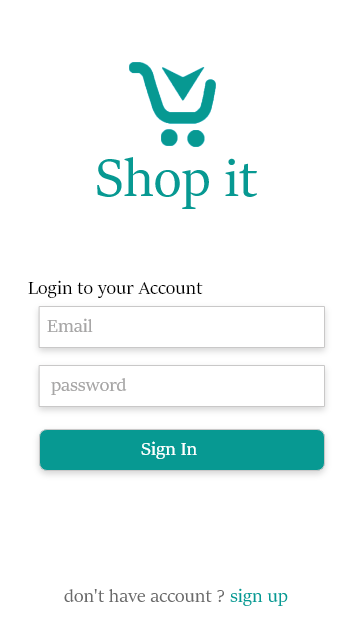 Shop it
Login to your Account
Email
password
Sign In
don't have account ? sign up